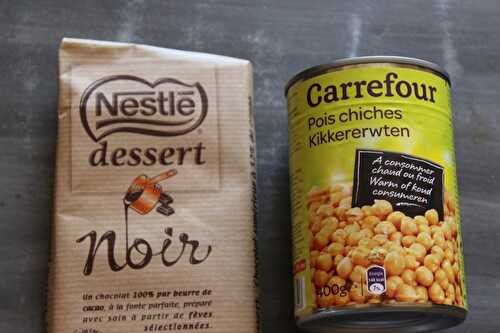 Nestlé
dessert
noir
Un chocolat 100% pur beurre de
cacao, à la fonte parfaite, préparé
avec soin à partir de fèves
sélectionnées.
Carrefour
Pois chiches
Kikkererwten
A consommer
chaud ou froid
Warm of koud
consumeren
400g